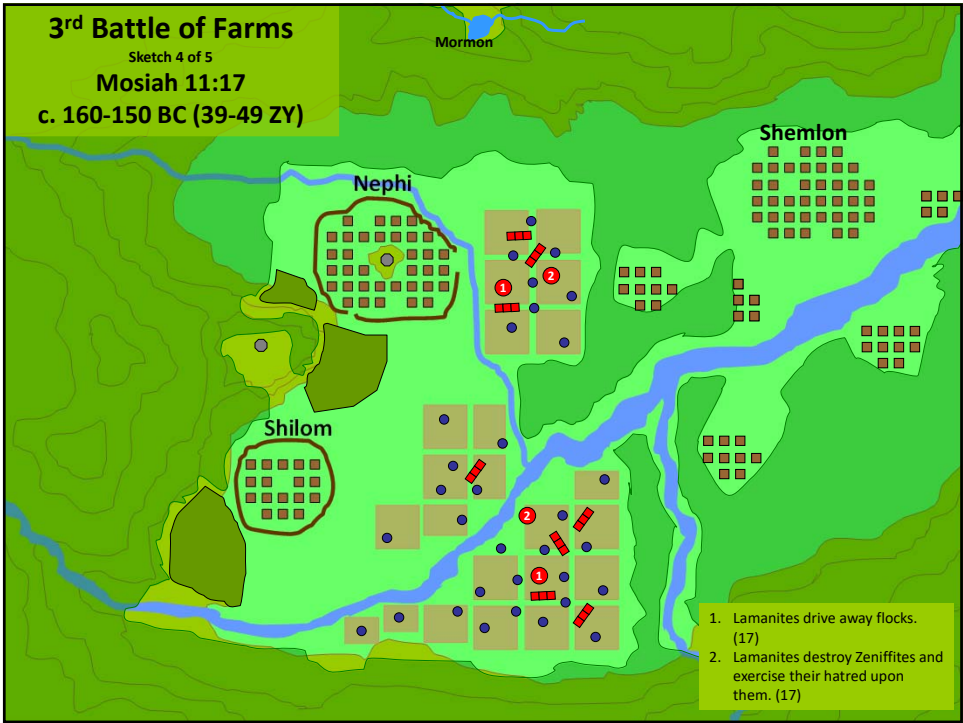 3rd Battle of Farms
Sketch 4 of 5
Mosiah 11:17
c. 160-150 BC (39-49 ZY)
Mormon
Shemlon
Nephi
2
1
Shilom
2
1
1. Lamanites drive away flocks.
(17)
2. Lamanites destroy Zeniffites and
exercise their hatred upon
them. (17)